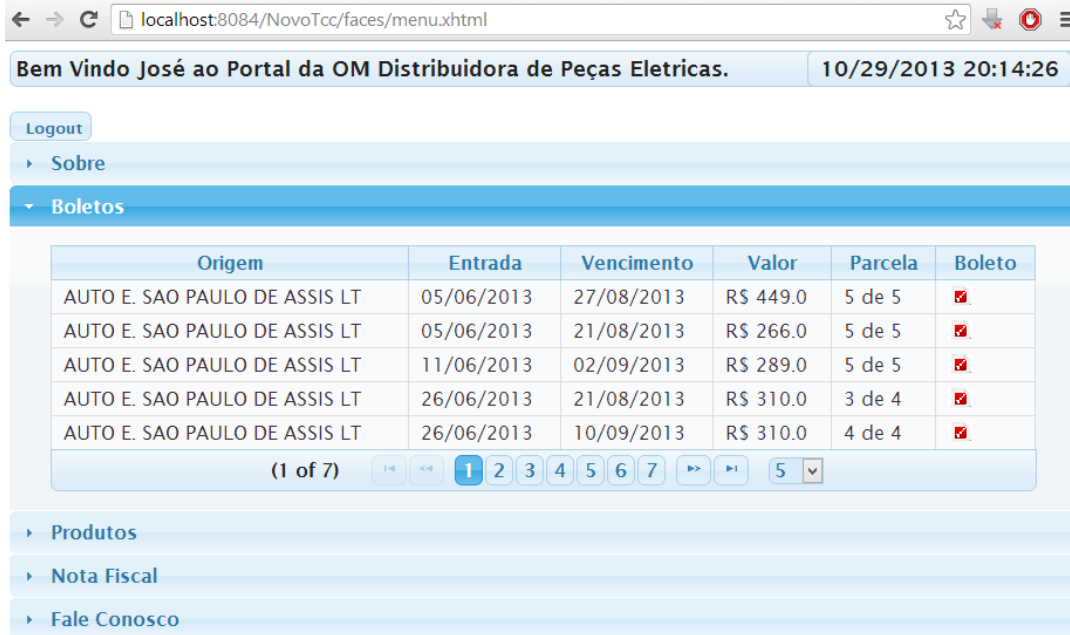 localhost:8084/NovoTcc/faces/menu.xhtml
Bem Vindo José ao Portal da OM Distribuidora de Peças Eletricas. 10/29/2013 20:14:26
Logout
Sobre
Boletos
Origem Entrada Vencimento Valor Parcela Boleto
AUTO E. SAO PAULO DE ASSIS LT 05/06/2013 27/08/2013 R$ 449.0 5 de 5
AUTO E. SAO PAULO DE ASSIS LT 05/06/2013 21/08/2013 R$ 266.0 5 de 5
AUTO E. SAO PAULO DE ASSIS LT 11/06/2013 02/09/2013 R$ 289.0 5 de 5
AUTO E. SAO PAULO DE ASSIS LT 26/06/2013 21/08/2013 R$ 310.0 3 de 4
AUTO E. SAO PAULO DE ASSIS LT 26/06/2013 10/09/2013 R$ 310.0 4 de 4
(1 of 7) 1 2 3 4 5 6 7 5
Produtos
Nota Fiscal
Fale Conosco